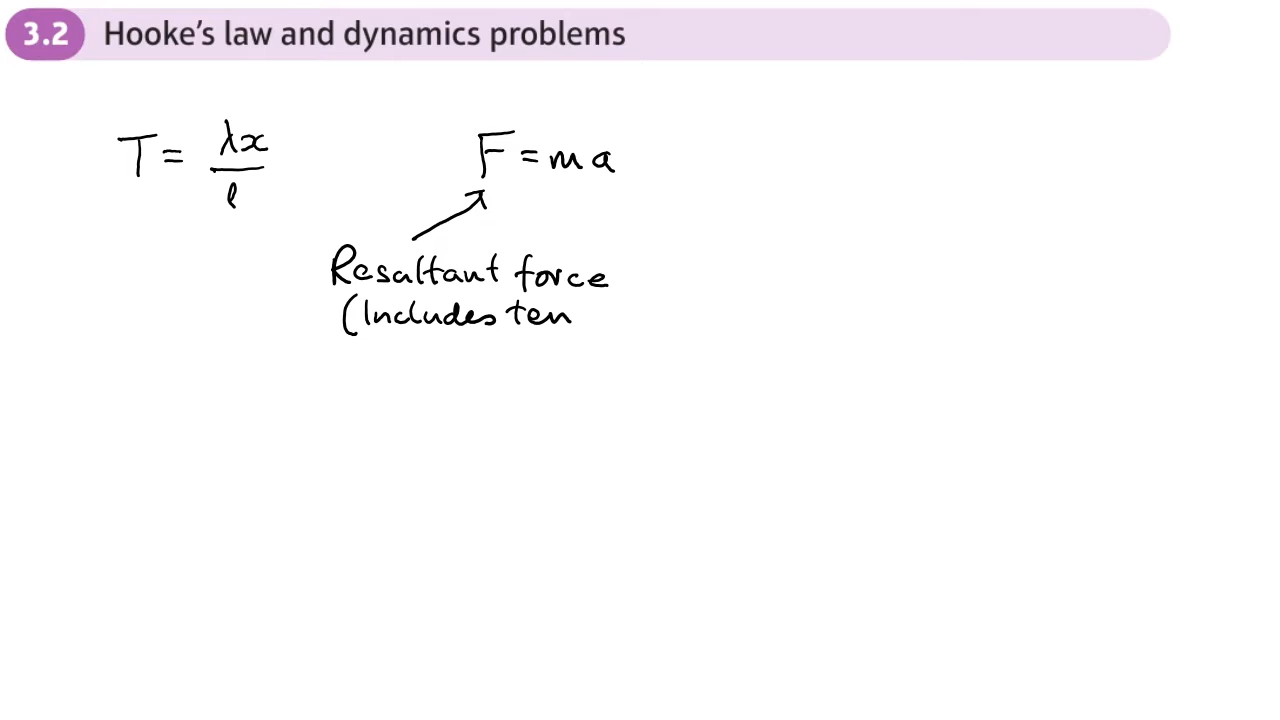 3.2 Hooke's law and dynamics problems
T = λx/l
F = ma
Resultant force
(Includes ten